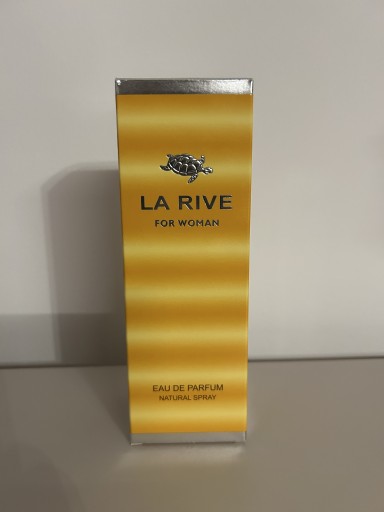 LA RIVE
FOR WOMAN
EAU DE PARFUM
NATURAL SPRAY